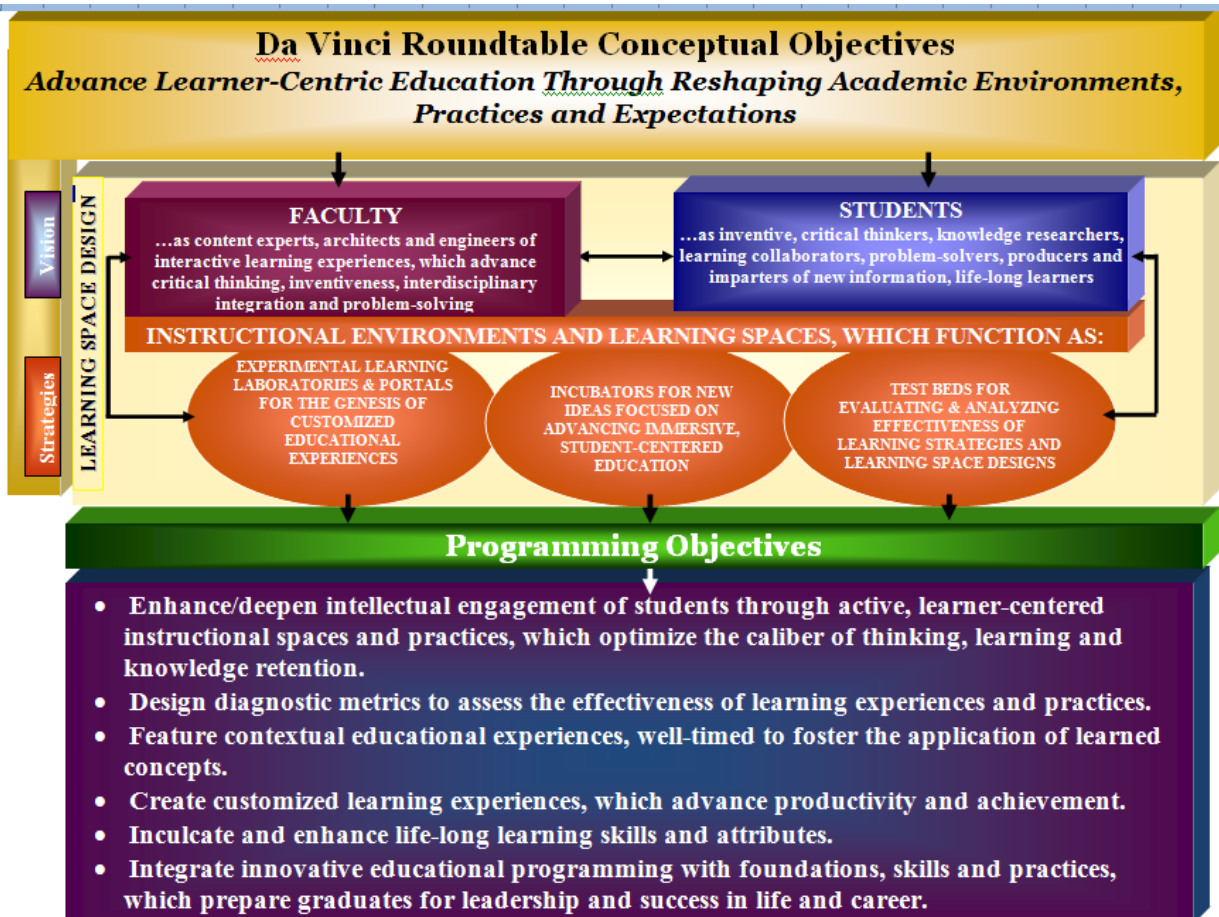 Da Vinci Roundtable Conceptual Objectives
Advance Learner-Centric Education Through Reshaping Academic Environments,
Practices and Expectations
Vision
Strategies
LEARNING SPACE DESIGN
FACULTY
…as content experts, architects and engineers of
interactive learning experiences, which advance
critical thinking, inventiveness, interdisciplinary
integration and problem-solving
STUDENTS
…as inventive, critical thinkers, knowledge researchers,
learning collaborators, problem-solvers, producers and
imparters of new information, life-long learners
INSTRUCTIONAL ENVIRONMENTS AND LEARNING SPACES, WHICH FUNCTION AS:
EXPERIMENTAL LEARNING
LABORATORIES & PORTALS
FOR THE GENESIS OF
CUSTOMIZED
EDUCATIONAL
EXPERIENCES
INCUBATORS FOR NEW
IDEAS FOCUSED ON
ADVANCING IMMERSIVE,
STUDENT-CENTERED
EDUCATION
TEST BEDS FOR
EVALUATING & ANALYZING
EFFECTIVENESS OF
LEARNING STRATEGIES AND
LEARNING SPACE DESIGNS
Programming Objectives
• Enhance/deepen intellectual engagement of students through active, learner-centered
instructional spaces and practices, which optimize the caliber of thinking, learning and
knowledge retention.
• Design diagnostic metrics to assess the effectiveness of learning experiences and practices.
• Feature contextual educational experiences, well-timed to foster the application of learned
concepts.
• Create customized learning experiences, which advance productivity and achievement.
• Inculcate and enhance life-long learning skills and attributes.
• Integrate innovative educational programming with foundations, skills and practices,
which prepare graduates for leadership and success in life and career.